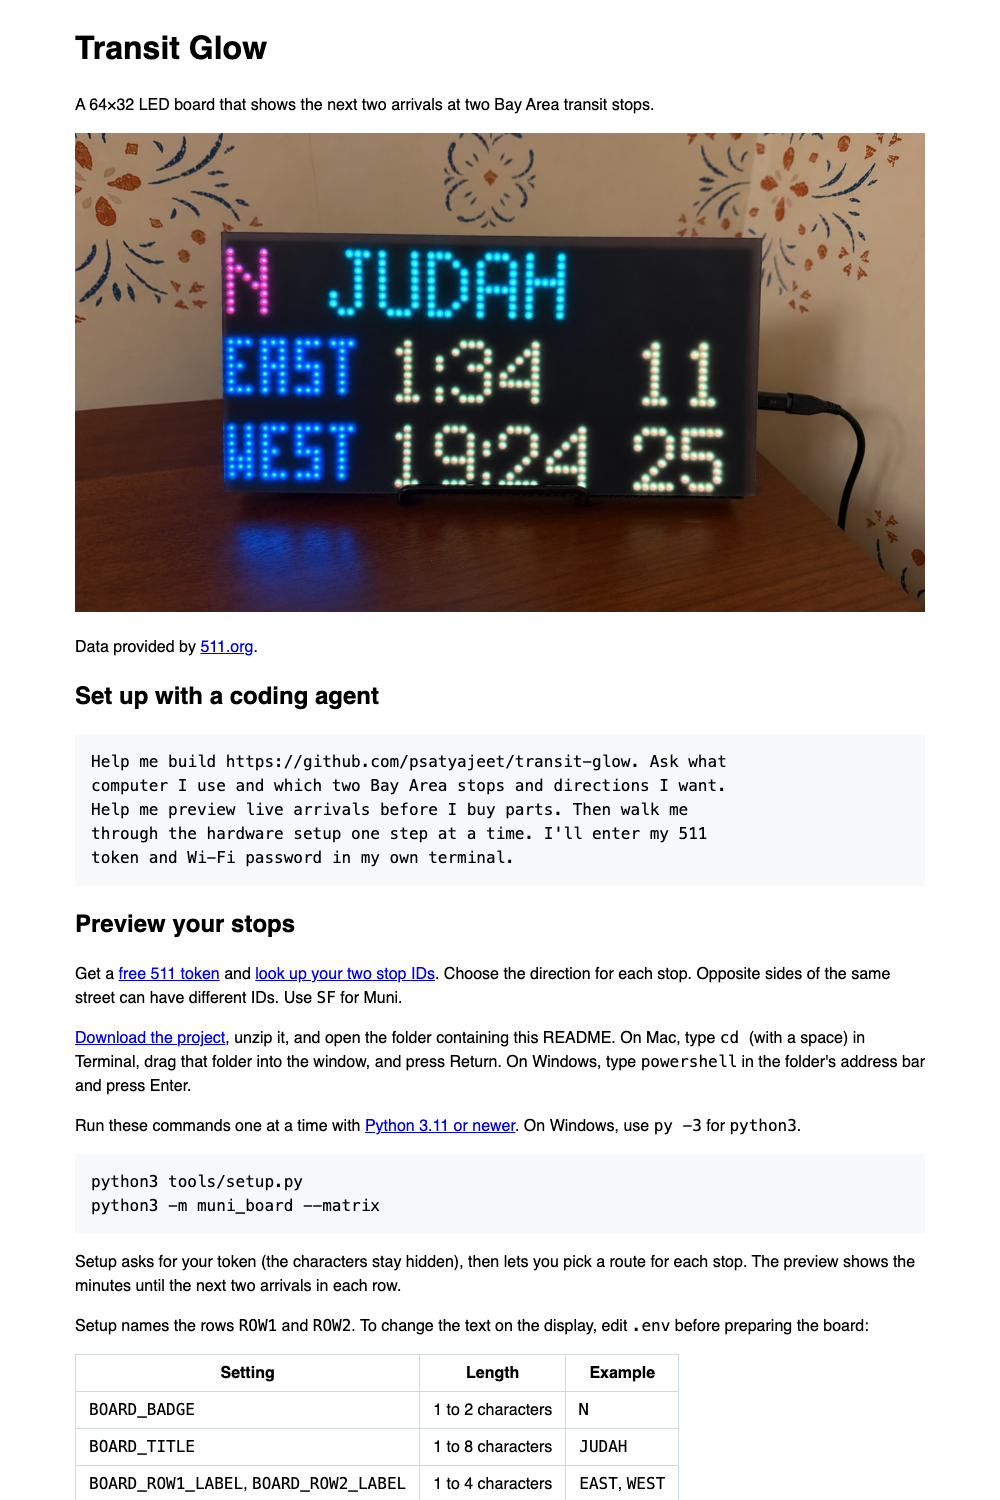 Transit Glow
A 64×32 LED board that shows the next two arrivals at two Bay Area transit stops.
N JUDAH
EAST 1:34 11
WEST 19:24 25
Data provided by 511.org.
Set up with a coding agent
Help me build https://github.com/psatyajeet/transit-glow. Ask what
computer I use and which two Bay Area stops and directions I want.
Help me preview live arrivals before I buy parts. Then walk me
through the hardware setup one step at a time. I'll enter my 511
token and Wi-Fi password in my own terminal.
Preview your stops
Get a free 511 token and look up your two stop IDs. Choose the direction for each stop. Opposite sides of the same
street can have different IDs. Use SF for Muni.
Download the project, unzip it, and open the folder containing this README. On Mac, type cd (with a space) in
Terminal, drag that folder into the window, and press Return. On Windows, type powershell in the folder's address bar
and press Enter.
Run these commands one at a time with Python 3.11 or newer. On Windows, use py -3 for python3.
python3 tools/setup.py
python3 -m muni_board --matrix
Setup asks for your token (the characters stay hidden), then lets you pick a route for each stop. The preview shows the
minutes until the next two arrivals in each row.
Setup names the rows ROW1 and ROW2. To change the text on the display, edit .env before preparing the board:
Setting Length Example
BOARD_BADGE 1 to 2 characters N
BOARD_TITLE 1 to 8 characters JUDAH
BOARD_ROW1_LABEL, BOARD_ROW2_LABEL 1 to 4 characters EAST, WEST